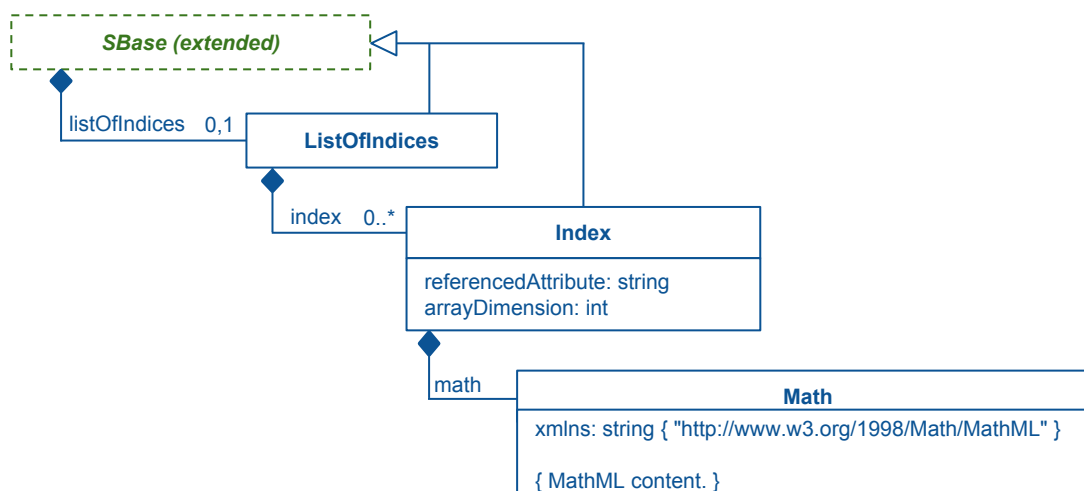 SBase (extended)
listOfIndices 0,1
ListOfIndices
index 0..*
Index
referencedAttribute: string
arrayDimension: int
math
Math
xmlns: string { "http://www.w3.org/1998/Math/MathML" }
{ MathML content. }